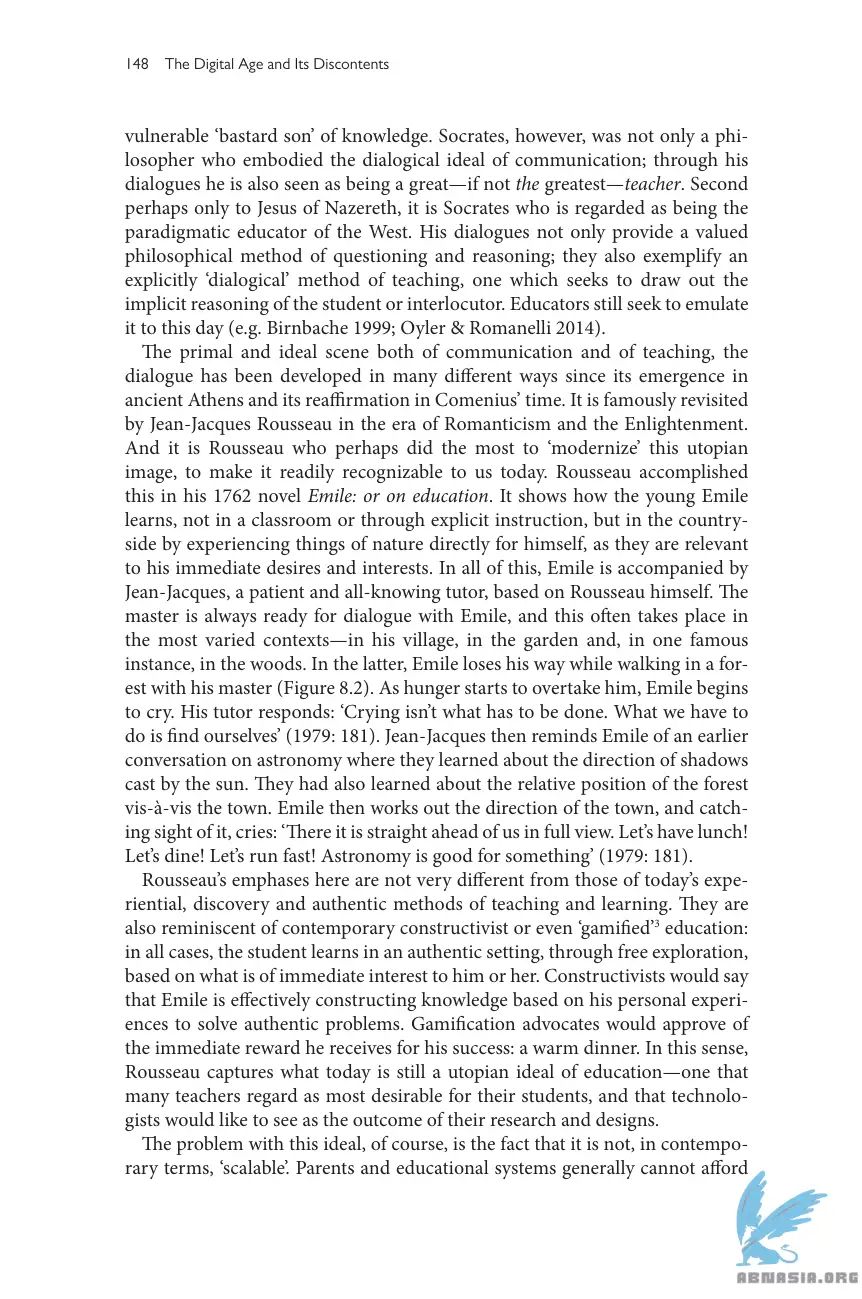 148 The Digital Age and Its Discontents
vulnerable ‘bastard son’ of knowledge. Socrates, however, was not only a phi-
losopher who embodied the dialogical ideal of communication; through his
dialogues he is also seen as being a great—if not the greatest—teacher. Second
perhaps only to Jesus of Nazereth, it is Socrates who is regarded as being the
paradigmatic educator of the West. His dialogues not only provide a valued
philosophical method of questioning and reasoning; they also exemplify an
explicitly ‘dialogical’ method of teaching, one which seeks to draw out the
implicit reasoning of the student or interlocutor. Educators still seek to emulate
it to this day (e.g. Birnbache 1999; Oyler & Romanelli 2014).
The primal and ideal scene both of communication and of teaching, the
dialogue has been developed in many different ways since its emergence in
ancient Athens and its reaffirmation in Comenius’ time. It is famously revisited
by Jean-Jacques Rousseau in the era of Romanticism and the Enlightenment.
And it is Rousseau who perhaps did the most to ‘modernize’ this utopian
image, to make it readily recognizable to us today. Rousseau accomplished
this in his 1762 novel Emile: or on education. It shows how the young Emile
learns, not in a classroom or through explicit instruction, but in the country-
side by experiencing things of nature directly for himself, as they are relevant
to his immediate desires and interests. In all of this, Emile is accompanied by
Jean-Jacques, a patient and all-knowing tutor, based on Rousseau himself. The
master is always ready for dialogue with Emile, and this often takes place in
the most varied contexts—in his village, in the garden and, in one famous
instance, in the woods. In the latter, Emile loses his way while walking in a for-
est with his master (Figure 8.2). As hunger starts to overtake him, Emile begins
to cry. His tutor responds: ‘Crying isn’t what has to be done. What we have to
do is find ourselves’ (1979: 181). Jean-Jacques then reminds Emile of an earlier
conversation on astronomy where they learned about the direction of shadows
cast by the sun. They had also learned about the relative position of the forest
vis-à-vis the town. Emile then works out the direction of the town, and catch-
ing sight of it, cries: ‘There it is straight ahead of us in full view. Let’s have lunch!
Let’s dine! Let’s run fast! Astronomy is good for something’ (1979: 181).
Rousseau’s emphases here are not very different from those of today’s expe-
riential, discovery and authentic methods of teaching and learning. They are
also reminiscent of contemporary constructivist or even ‘gamified’³ education:
in all cases, the student learns in an authentic setting, through free exploration,
based on what is of immediate interest to him or her. Constructivists would say
that Emile is effectively constructing knowledge based on his personal experi-
ences to solve authentic problems. Gamification advocates would approve of
the immediate reward he receives for his success: a warm dinner. In this sense,
Rousseau captures what today is still a utopian ideal of education—one that
many teachers regard as most desirable for their students, and that technolo-
gists would like to see as the outcome of their research and designs.
The problem with this ideal, of course, is the fact that it is not, in contempo-
rary terms, ‘scalable’. Parents and educational systems generally cannot afford
ABNASIA.ORG